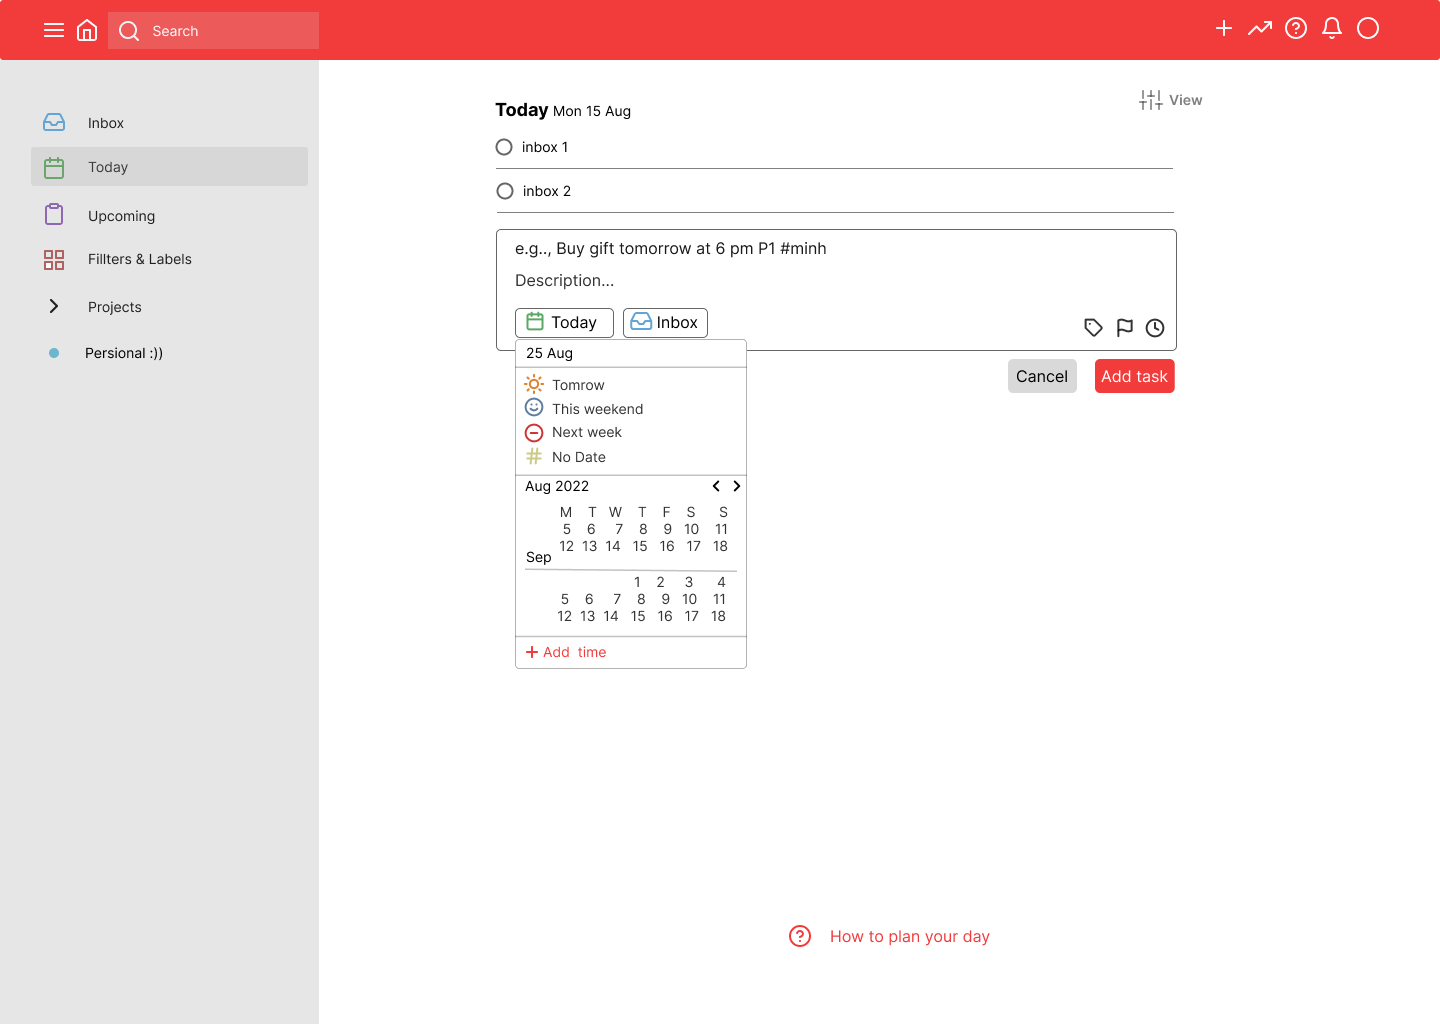 Search
Inbox
Today
Upcoming
Fillters & Labels
Projects
Persional :))
Today Mon 15 Aug
View
inbox 1
inbox 2
e.g.., Buy gift tomorrow at 6 pm P1 #minh
Description...
Today Inbox
25 Aug
Tomrow
This weekend
Next week
No Date
Aug 2022
M T W T F S S
5 6 7 8 9 10 11
12 13 14 15 16 17 18
Sep
1 2 3 4
5 6 7 8 9 10 11
12 13 14 15 16 17 18
Add time
Cancel Add task
How to plan your day